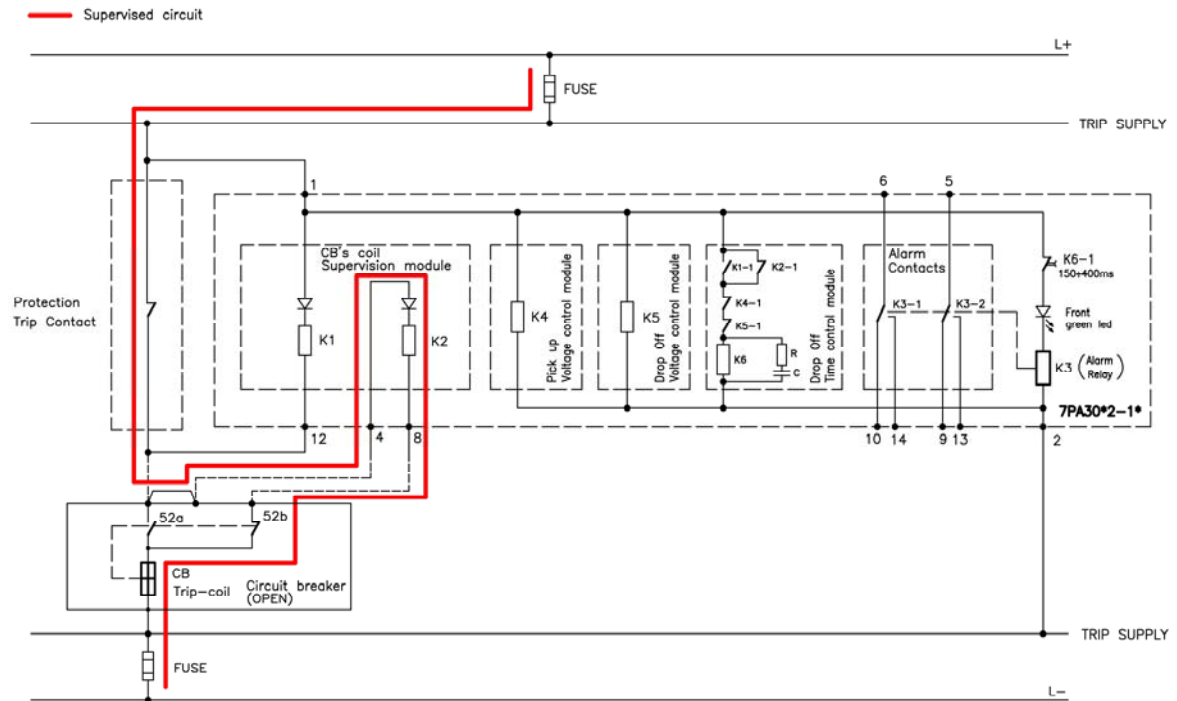 Supervised circuit
L+
FUSE
TRIP SUPPLY
1
6
5
CB's coil
Supervision module
K1
K2
K4
Pick up
Voltage control module
K5
Drop Off
Voltage control module
K1-1
K2-1
K4-1
K5-1
K6
R
C
Drop Off
Time control module
Alarm
Contacts
K3-1
K3-2
K6-1
150+400ms
Front
green led
K3
(Alarm
Relay)
7PA30*2-1*
Protection
Trip Contact
12
4
8
10
14
9
13
2
52a
52b
CB
Trip-coil
Circuit breaker
(OPEN)
TRIP SUPPLY
FUSE
L-